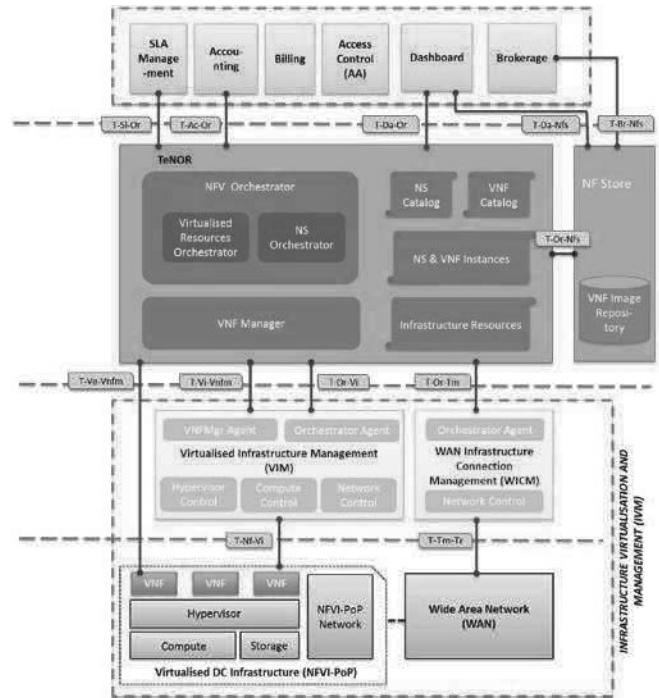 SLA
Manage
-ment
Accou-
nting
Billing
Access
Control
(AA)
Dashboard
Brokerage
T-Sl-Or
T-Ac-Or
T-Da-Or
T-Da-Nfs
T-Br-Nfs
TeNOR
NFV Orchestrator
Virtualised
Resources
Orchestrator
NS
Orchestrator
NS
Catalog
VNF
Catalog
NF Store
T-Or-Nfs
NS & VNF Instances
VNF Manager
Infrastructure Resources
VNF Image
Reposi-
tory
T-Ve-Vnfm
T-Vi-Vnfm
T-Or-Vi
T-Or-Tm
VNFMgr Agent
Orchestrator Agent
Virtualised Infrastructure Management
(VIM)
Hypervisor
Control
Compute
Control
Network
Control
Orchestrator Agent
WAN Infrastructure
Connection
Management (WICM)
Network Control
INFRASTRUCTURE VIRTUALISATION AND
MANAGEMENT (IVM)
T-Nf-Vi
T-Tm-Tr
VNF
VNF
VNF
Hypervisor
Compute
Storage
NFVI-PoP
Network
Virtualised DC Infrastructure (NFVI-PoP)
Wide Area Network
(WAN)